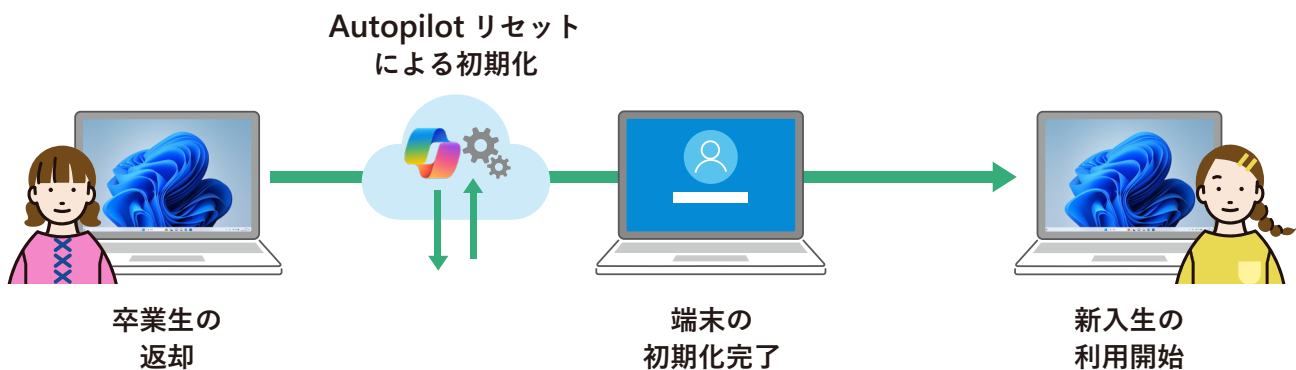 Autopilot リセット
による初期化
卒業生の
返却
端末の
初期化完了
新入生の
利用開始